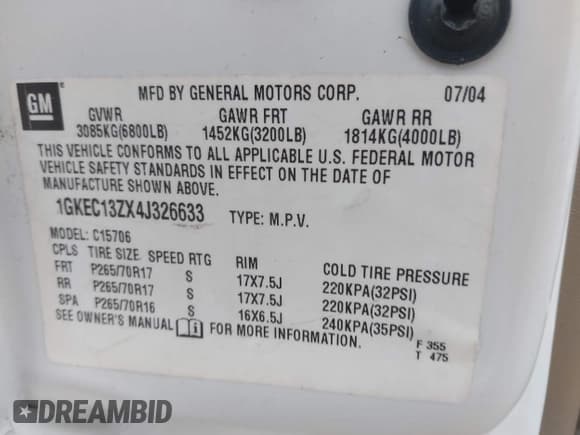 GM
MFD BY GENERAL MOTORS CORP. 07/04
GVWR GAWR FRT GAWR RR
3085KG(6800LB) 1452KG(3200LB) 1814KG(4000LB)
THIS VEHICLE CONFORMS TO ALL APPLICABLE U.S. FEDERAL MOTOR
VEHICLE SAFETY STANDARDS IN EFFECT ON THE DATE OF
MANUFACTURE SHOWN ABOVE.
1GKEC13ZX4J326633 TYPE: M.P.V.
MODEL: C15706
CPLS TIRE SIZE SPEED RTG RIM COLD TIRE PRESSURE
FRT P265/70R17 S 17X7.5J 220KPA(32PSI)
RR P265/70R17 S 17X7.5J 220KPA(32PSI)
SPA P265/70R16 S 16X6.5J 240KPA(35PSI)
SEE OWNER'S MANUAL FOR MORE INFORMATION.
F 355
T 475
DREAMBID